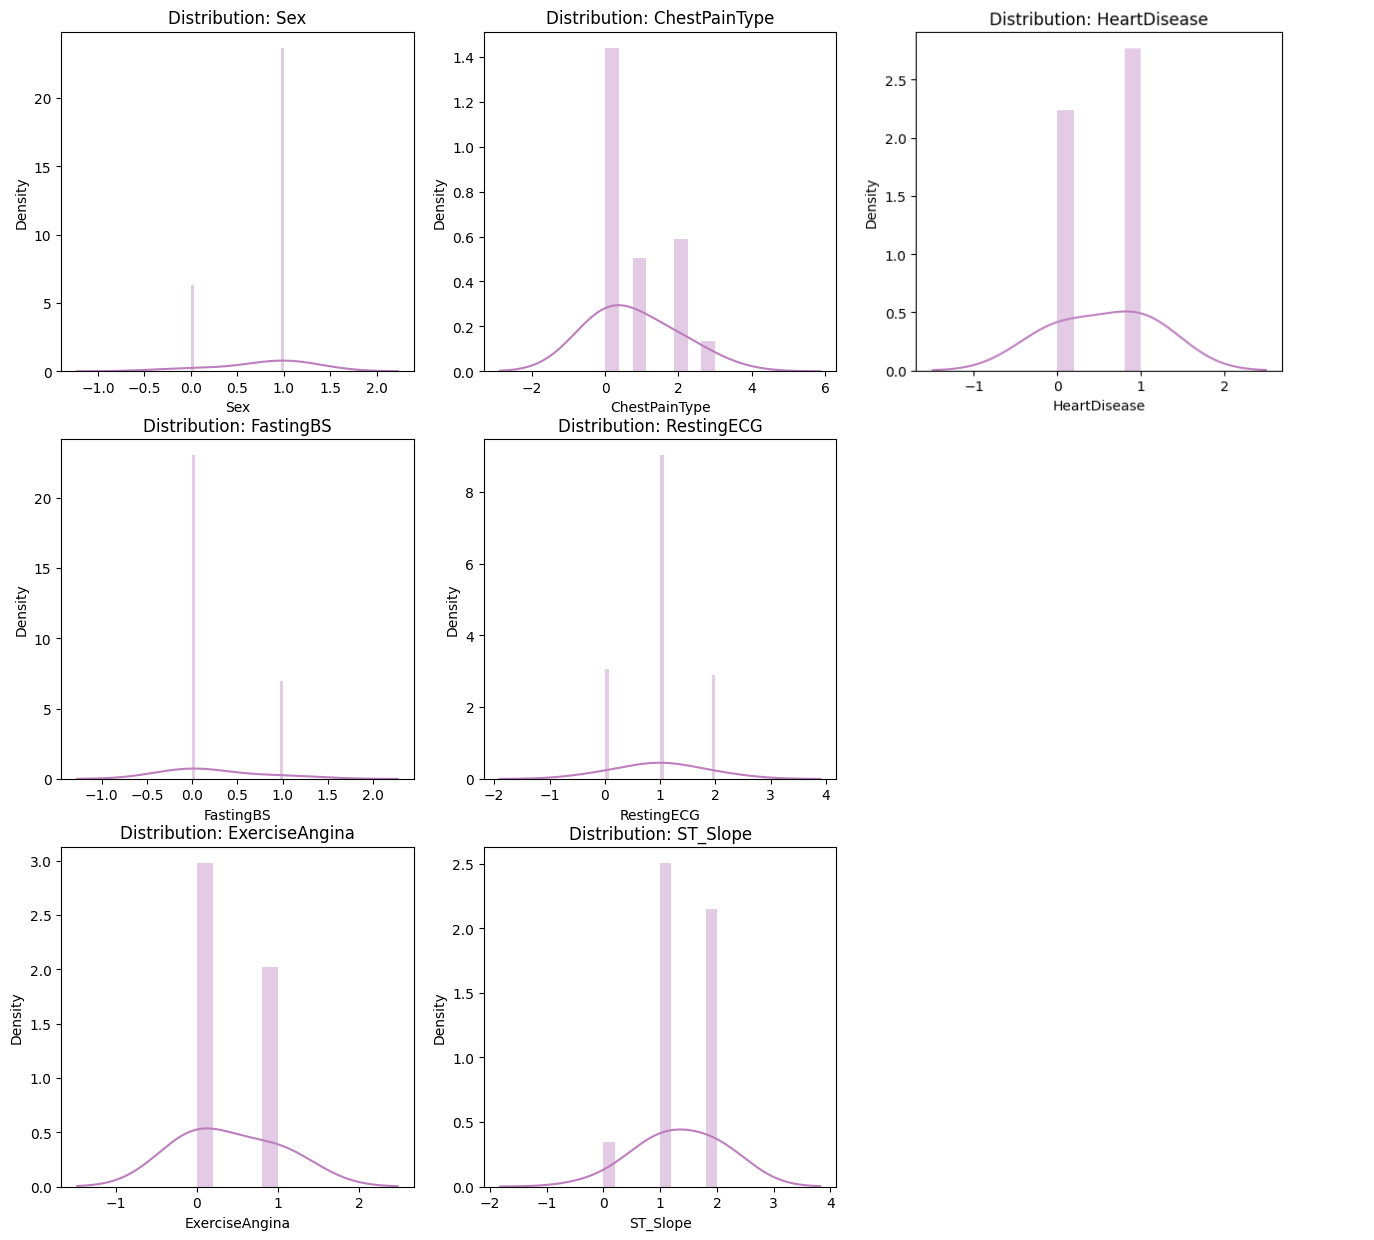 Distribution: Sex
Density
20
15
10
5
0
−1.0 −0.5 0.0 0.5 1.0 1.5 2.0
Sex
Distribution: ChestPainType
Density
1.4
1.2
1.0
0.8
0.6
0.4
0.2
0.0
−2 0 2 4 6
ChestPainType
Distribution: HeartDisease
Density
2.5
2.0
1.5
1.0
0.5
0.0
−1 0 1 2
HeartDisease
Distribution: FastingBS
Density
20
15
10
5
0
−1.0 −0.5 0.0 0.5 1.0 1.5 2.0
FastingBS
Distribution: RestingECG
Density
8
6
4
2
0
−2 −1 0 1 2 3 4
RestingECG
Distribution: ExerciseAngina
Density
3.0
2.5
2.0
1.5
1.0
0.5
0.0
−1 0 1 2
ExerciseAngina
Distribution: ST_Slope
Density
2.5
2.0
1.5
1.0
0.5
0.0
−2 −1 0 1 2 3 4
ST_Slope